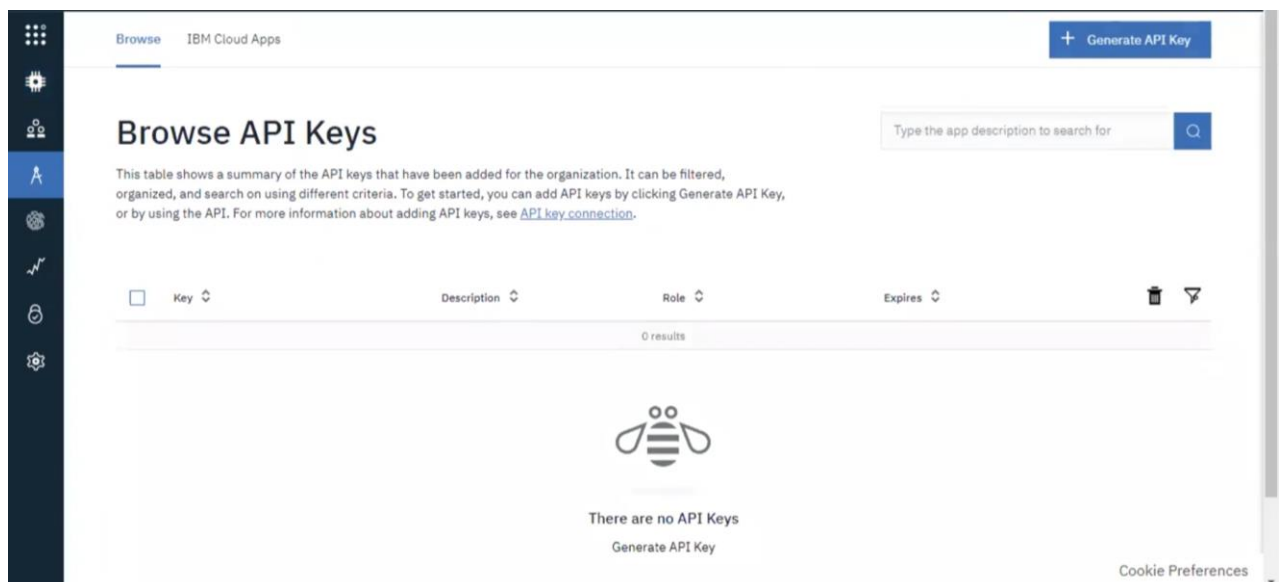 Browse IBM Cloud Apps
+ Generate API Key
Browse API Keys
Type the app description to search for
This table shows a summary of the API keys that have been added for the organization. It can be filtered,
organized, and search on using different criteria. To get started, you can add API keys by clicking Generate API Key,
or by using the API. For more information about adding API keys, see API key connection.
Key Description Role Expires
0 results
There are no API Keys
Generate API Key
Cookie Preferences